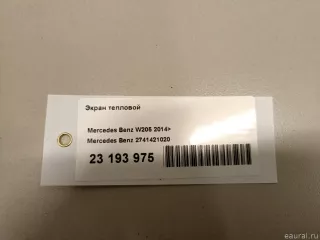 Экран тепловой
Mercedes Benz W205 2014>
Mercedes Benz 2741421020
23 193 975
eaural.ru